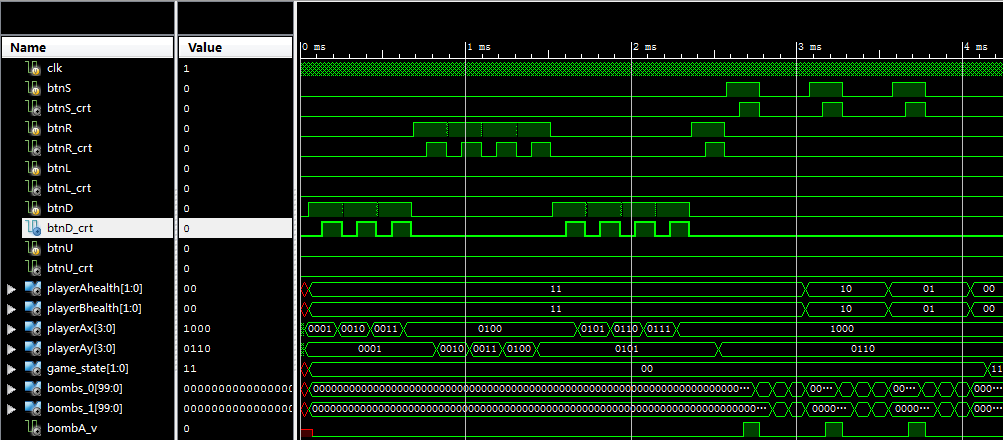 Name Value 0 ms 1 ms 2 ms 3 ms 4 ms
clk 1
btnS 0
btnS_crt 0
btnR 0
btnR_crt 0
btnL 0
btnL_crt 0
btnD 0
btnD_crt 0
btnU 0
btnU_crt 0
playerAhealth[1:0] 00 11 10 01 00
playerBhealth[1:0] 00 11 10 01 00
playerAx[3:0] 1000 0001 0010 0011 0100 0101 0110 0111 1000
playerAy[3:0] 0110 0001 0010 0011 0100 0101 0110
game_state[1:0] 11 00 11
bombs_0[99:0] 00··· 00··· 000···
bombs_1[99:0] 0000··· 0000··· 000···
bombA_v 0